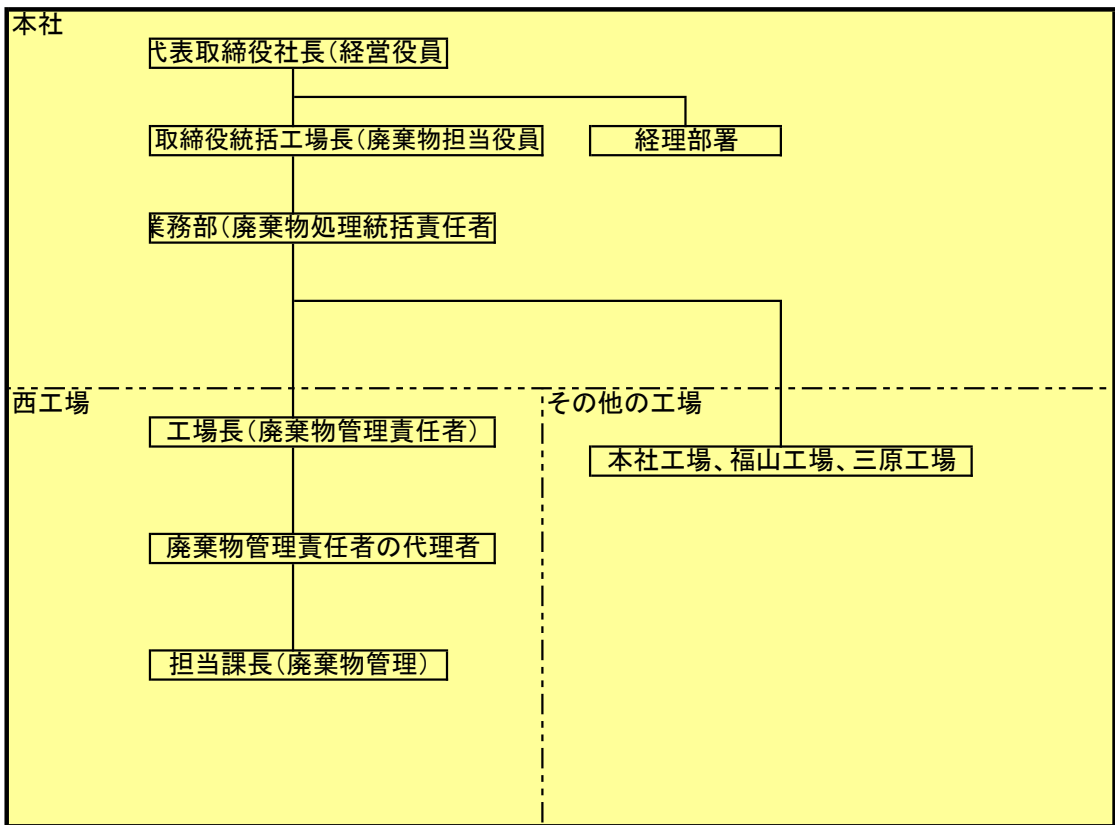 本社
代表取締役社長(経営役員
取締役統括工場長(廃棄物担当役員
経理部署
業務部(廃棄物処理統括責任者
西工場
その他の工場
工場長(廃棄物管理責任者)
本社工場、福山工場、三原工場
廃棄物管理責任者の代理者
担当課長(廃棄物管理)